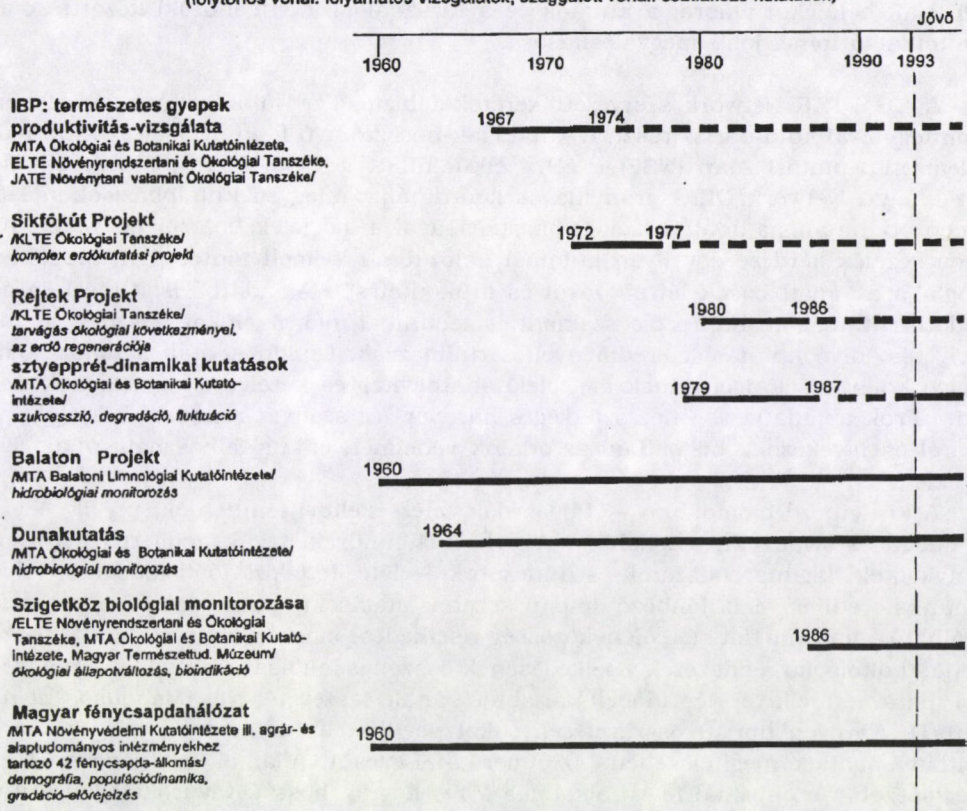 (folytonos vonal: folyamatos vizsgálatok,
Jövő
1960 1970 1980 1990 1993
IBP: természetes gyepek
produktivitás-vizsgálata
/MTA Ökológiai és Botanikai Kutatóintézete,
ELTE Növényrendszertani és Ökológiai Tanszéke,
JATE Növénytani valamint Ökológiai Tanszéke/
1967 1974
Síkfőkút Projekt
/KLTE Ökológiai Tanszéke/
komplex erdőkutatási projekt
1972 1977
Rejtek Projekt
/KLTE Ökológiai Tanszéke/
tarvágás ökológiai következményei,
az erdő regenerációja
1980 1988
sztyepprét-dinamikai kutatások
/MTA Ökológiai és Botanikai Kutató-
intézete/
szukcesszió, degradáció, fluktuáció
1979 1987
Balaton Projekt
/MTA Balatoni Limnológiai Kutatóintézete/
hidrobiológiai monitorozás
1960
Dunakutatás
/MTA Ökológiai és Botanikai Kutatóintézete/
hidrobiológiai monitorozás
1964
Szigetköz biológiai monitorozása
/ELTE Növényrendszertani és Ökológiai
Tanszéke, MTA Ökológiai és Botanikai Kutató-
intézete, Magyar Természettud. Múzeum/
ökológiai állapotváltozás, bioindikáció
1986
Magyar fénycsapdahálózat
/MTA Növényvédelmi Kutatóintézete ill. agrár- és
alaptudományos intézményekhez
tartozó 42 fénycsapda-állomás/
demográfia, populációdinamika,
gradáció-előrejelzés
1960